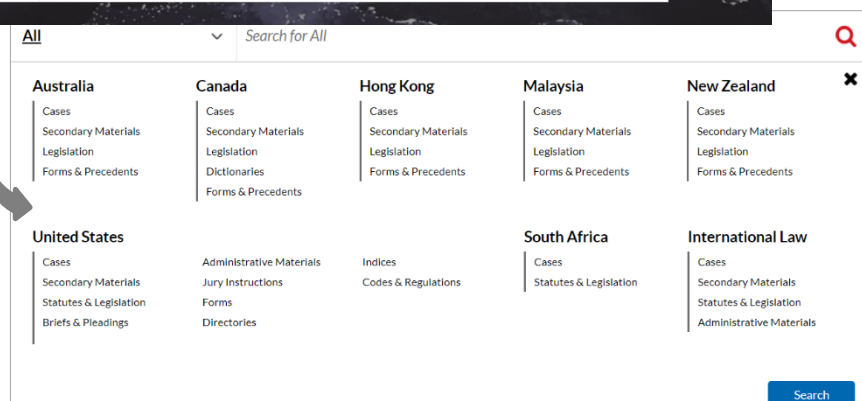 All Search for All
Australia
Cases
Secondary Materials
Legislation
Forms & Precedents
Canada
Cases
Secondary Materials
Legislation
Dictionaries
Forms & Precedents
Hong Kong
Cases
Secondary Materials
Legislation
Forms & Precedents
Malaysia
Cases
Secondary Materials
Legislation
Forms & Precedents
New Zealand
Cases
Secondary Materials
Legislation
Forms & Precedents
United States
Cases
Secondary Materials
Statutes & Legislation
Briefs & Pleadings
Administrative Materials
Jury Instructions
Forms
Directories
Indices
Codes & Regulations
South Africa
Cases
Statutes & Legislation
International Law
Cases
Secondary Materials
Statutes & Legislation
Administrative Materials
Search